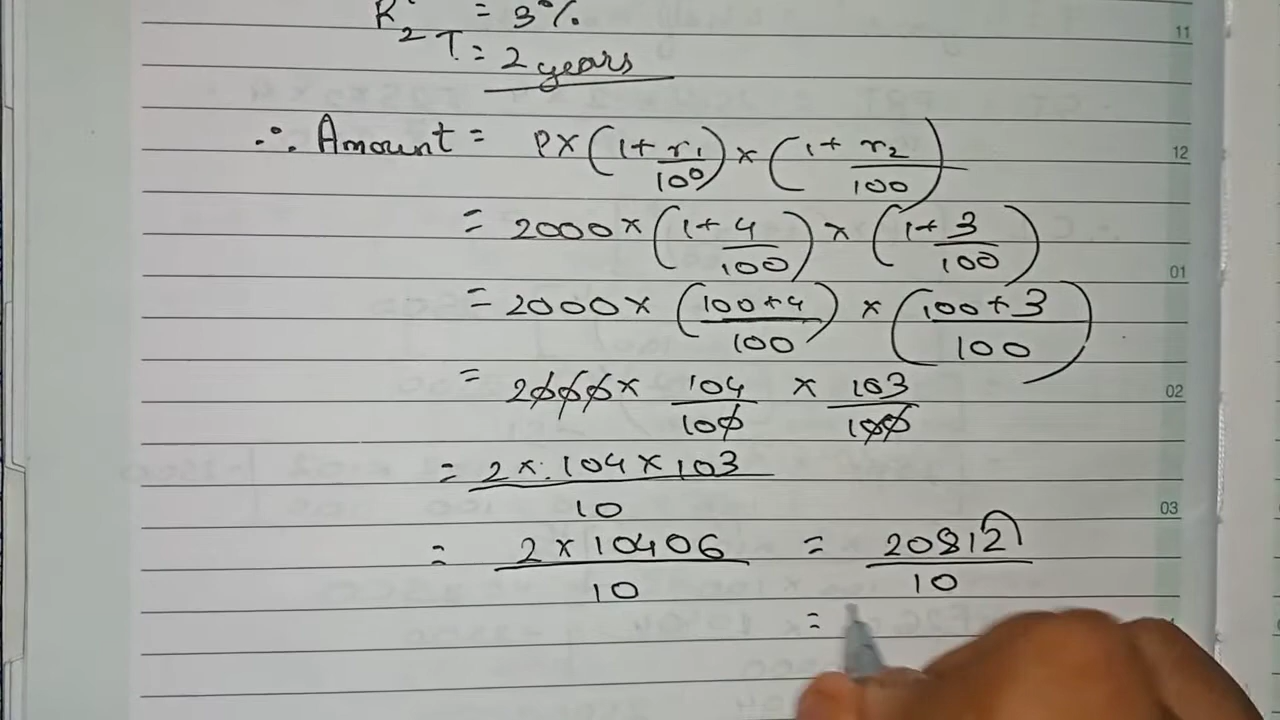 R₂ = 3%
T = 2 years
11
∴ Amount = P × (1 + r₁/100) × (1 + r₂/100)
12
= 2000 × (1 + 4/100) × (1 + 3/100)
01
= 2000 × (100 + 4/100) × (100 + 3/100)
= 2000 × 104/100 × 103/100
02
= 2 × 104 × 103/10
03
= 2 × 10406/10 = 20812/10
=